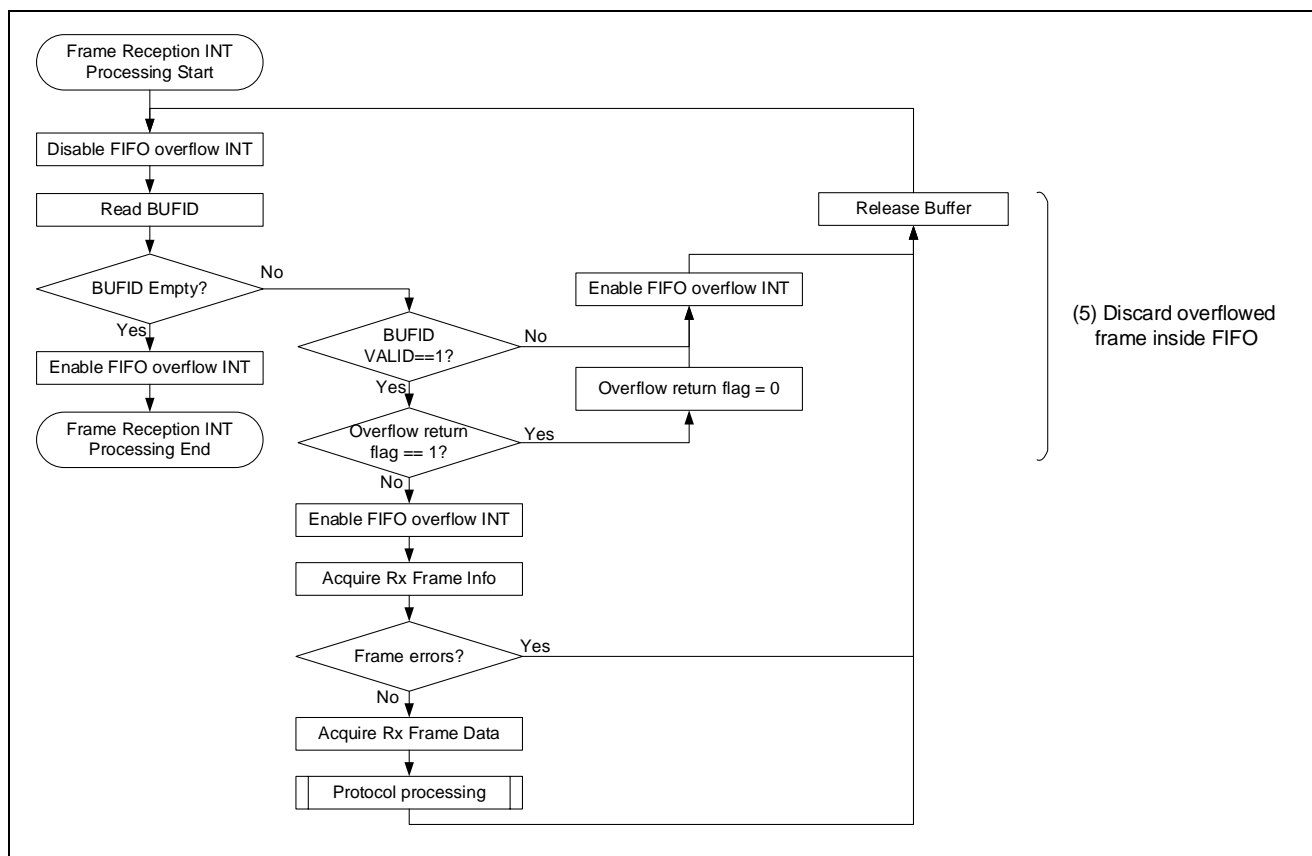 Frame Reception INT
Processing Start
Disable FIFO overflow INT
Read BUFID
Release Buffer
BUFID Empty?
No
Enable FIFO overflow INT
(5) Discard overflowed
frame inside FIFO
Yes
BUFID
VALID==1?
No
Enable FIFO overflow INT
Yes
Overflow return flag = 0
Frame Reception INT
Processing End
Overflow return
flag == 1?
Yes
No
Enable FIFO overflow INT
Acquire Rx Frame Info
Frame errors?
Yes
No
Acquire Rx Frame Data
Protocol processing